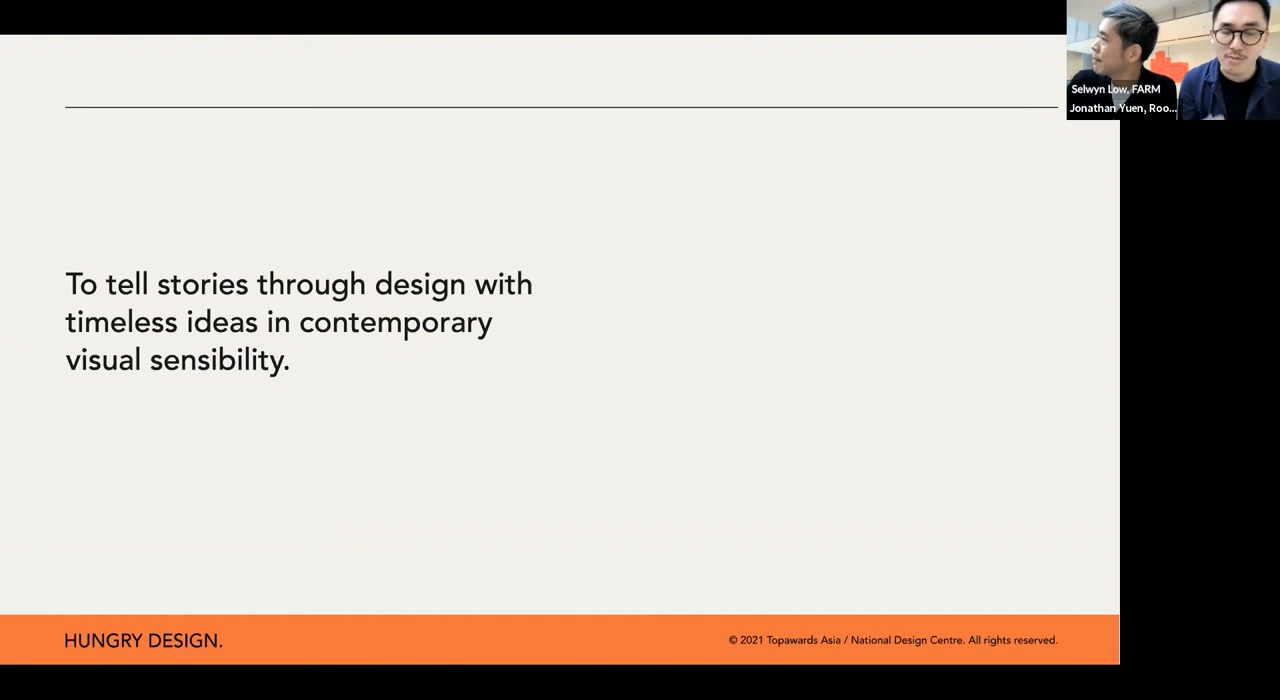 Selwyn Low, FARM
Jonathan Yuen, Roo...
To tell stories through design with
timeless ideas in contemporary
visual sensibility.
HUNGRY DESIGN.
© 2021 Topawards Asia / National Design Centre. All rights reserved.